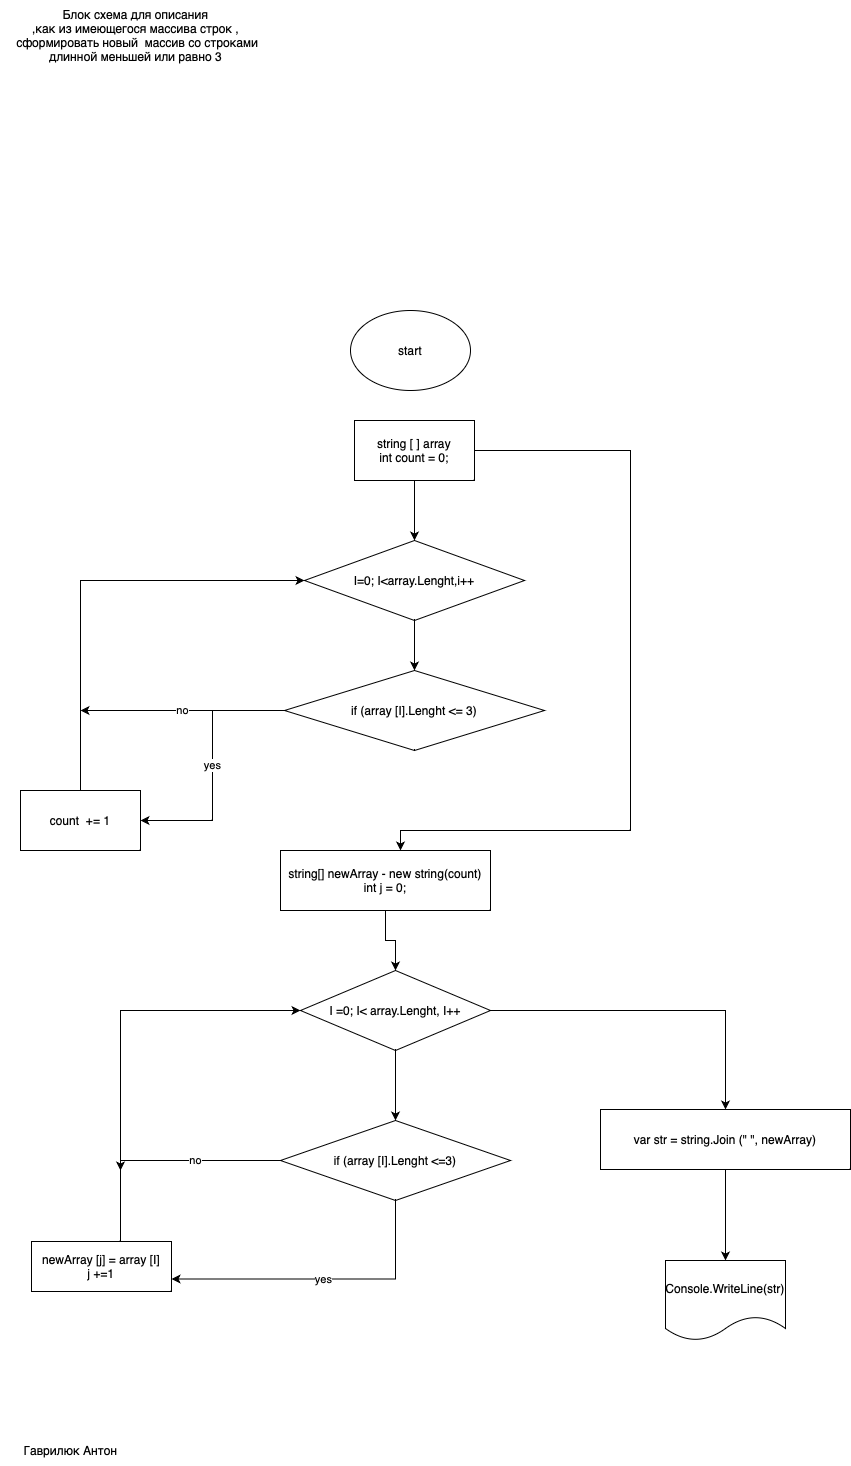 Блок схема для описания
,как из имеющегося массива строк ,
сформировать новый  массив со строками
длинной меньшей или равно 3
start
string [ ] array
int count = 0;
I=0; I<array.Lenght,i++
if (array [I].Lenght <= 3)
no
yes
count  += 1
string[] newArray - new string(count)
int j = 0;
I =0; I< array.Lenght, I++
var str = string.Join (" ", newArray)
if (array [I].Lenght <=3)
no
newArray [j] = array [I]
j +=1
yes
Console.WriteLine(str)
Гаврилюк Антон